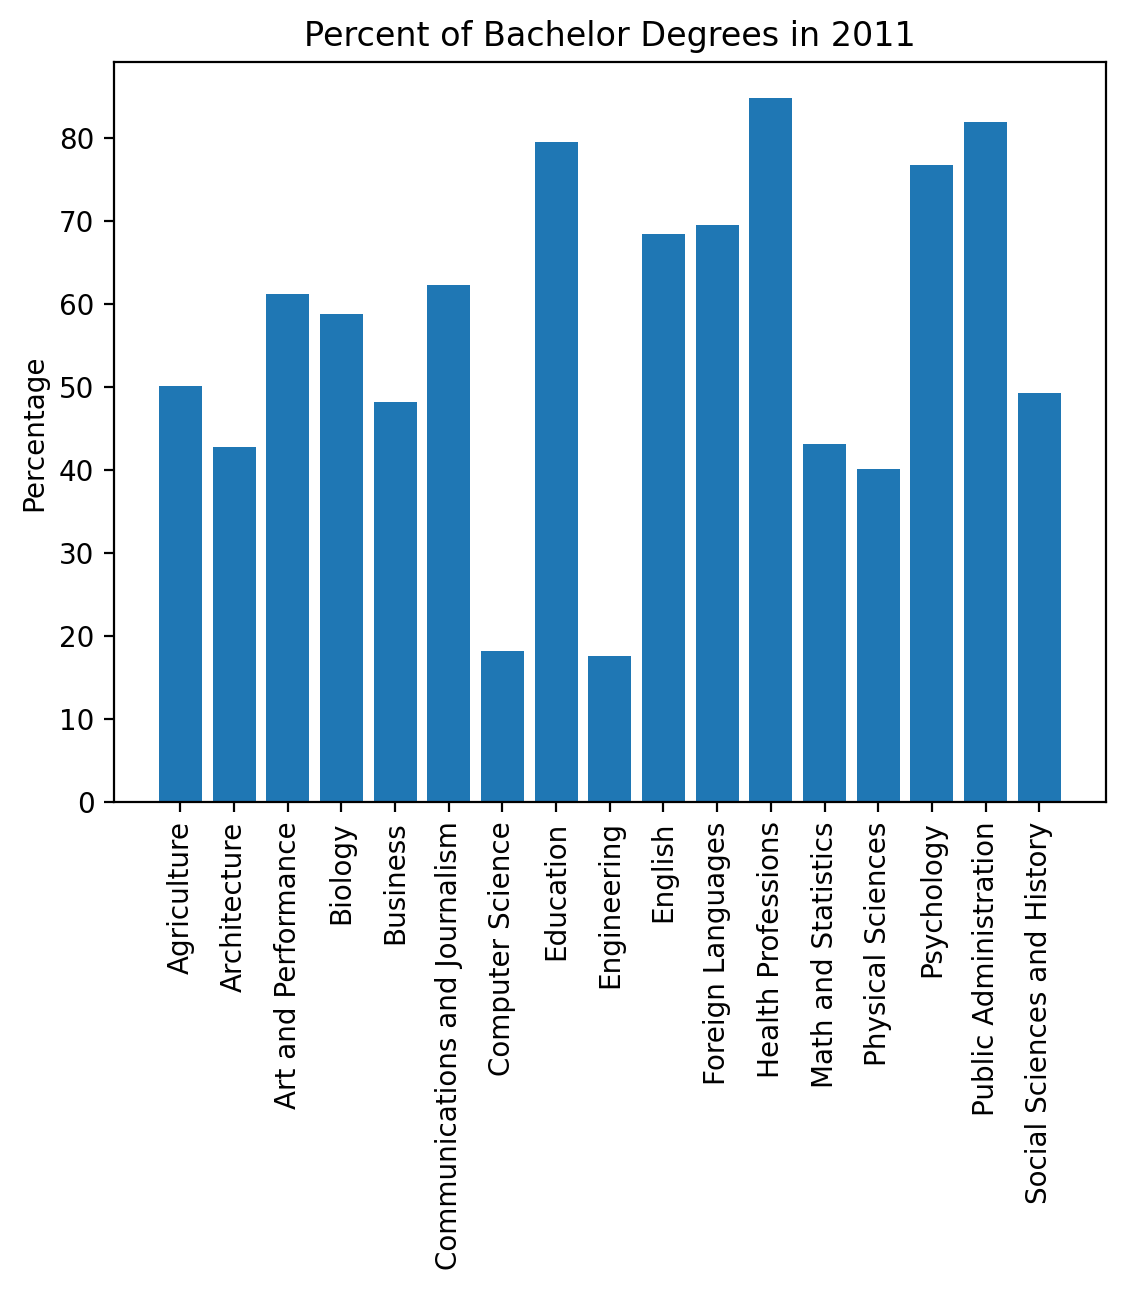 Percent of Bachelor Degrees in 2011
Percentage
80
70
60
50
40
30
20
10
0
Agriculture
Architecture
Art and Performance
Biology
Business
Communications and Journalism
Computer Science
Education
Engineering
English
Foreign Languages
Health Professions
Math and Statistics
Physical Sciences
Psychology
Public Administration
Social Sciences and History